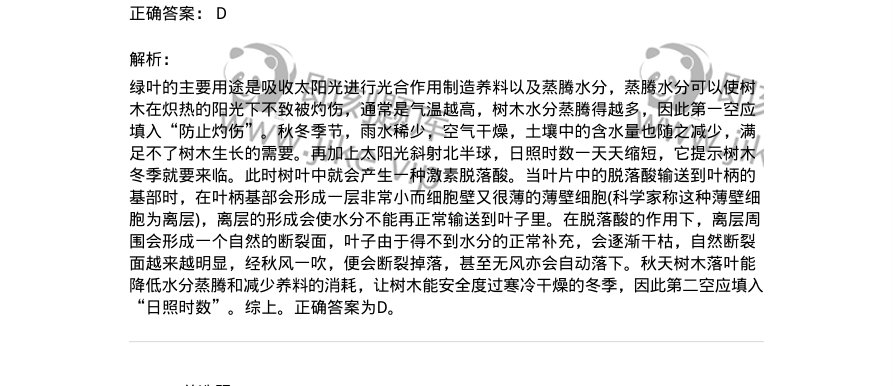 正确答案： D
解析：
绿叶的主要用途是吸收太阳光进行光合作用制造养料以及蒸腾水分，蒸腾水分可以使树
木在炽热的阳光下不致被灼伤，通常是气温越高，树木水分蒸腾得越多，因此第一空应
填入“防止灼伤”。秋冬季节，雨水稀少，空气干燥，土壤中的含水量也随之减少，满
足不了树木生长的需要。再加上太阳光斜射北半球，日照时数一天天缩短，它提示树木
冬季就要来临。此时树叶中就会产生一种激素脱落酸。当叶片中的脱落酸输送到叶柄的
基部时，在叶柄基部会形成一层非常小而细胞壁又很薄的薄壁细胞(科学家称这种薄壁细
胞为离层)，离层的形成会使水分不能再正常输送到叶子里。在脱落酸的作用下，离层周
围会形成一个自然的断裂面，叶子由于得不到水分的正常补充，会逐渐干枯，自然断裂
面越来越明显，经秋风一吹，便会断裂掉落，甚至无风亦会自动落下。秋天树木落叶能
降低水分蒸腾和减少养料的消耗，让树木能安全度过寒冷干燥的冬季，因此第二空应填入
“日照时数”。综上。正确答案为D。